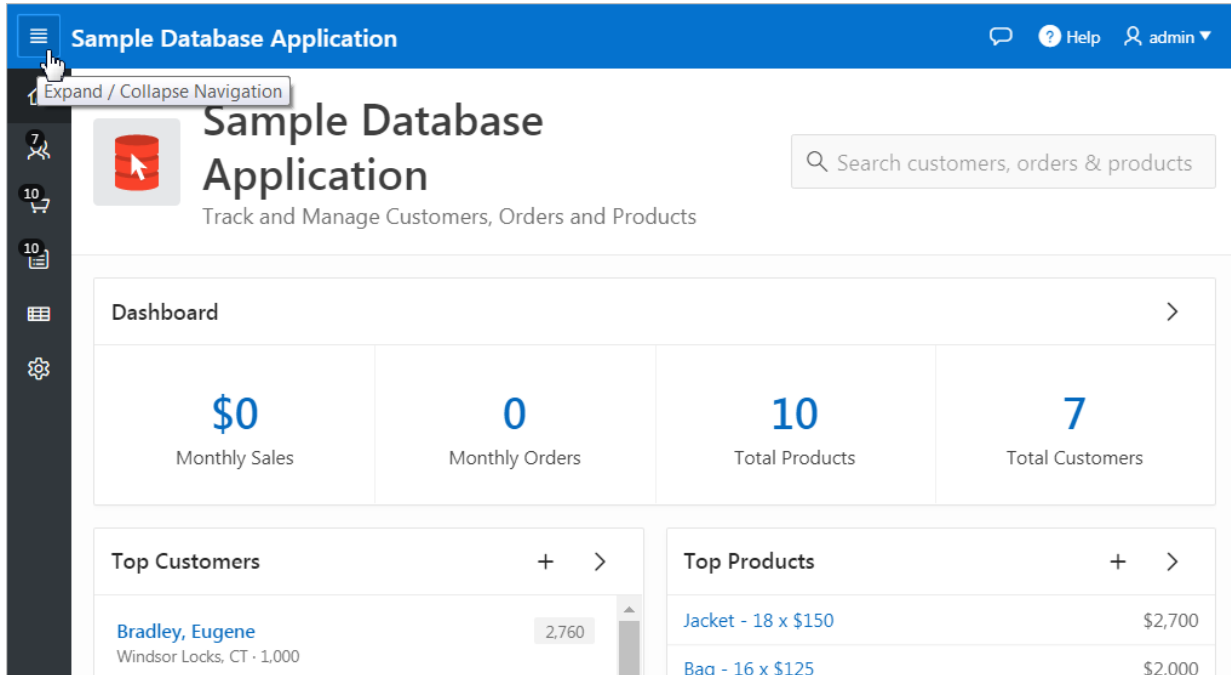 Sample Database Application
? Help
admin
Expand / Collapse Navigation
7
10
10
Sample Database
Application
Track and Manage Customers, Orders and Products
Search customers, orders & products
Dashboard
$0
Monthly Sales
0
Monthly Orders
10
Total Products
7
Total Customers
Top Customers
Bradley, Eugene
2,760
Windsor Locks, CT · 1,000
Top Products
Jacket - 18 x $150
$2,700
Bag - 16 x $125
$2,000